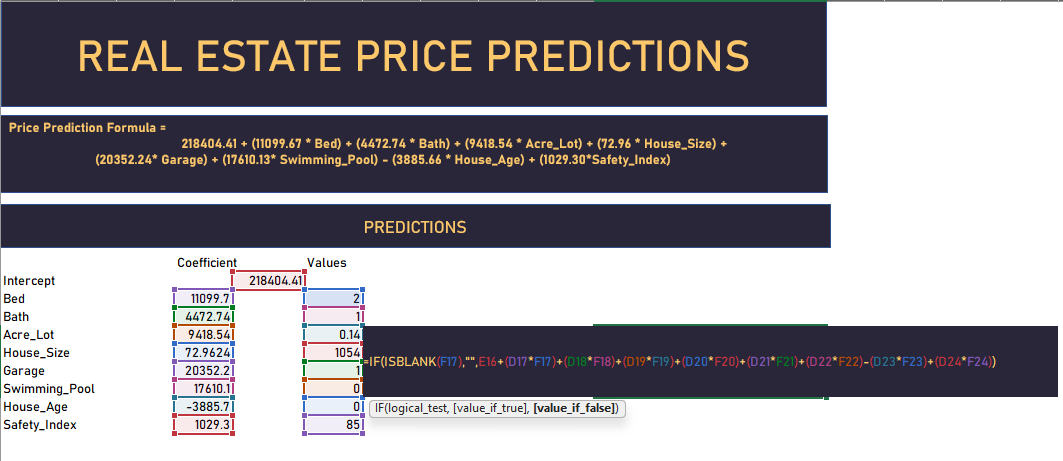 REAL ESTATE PRICE PREDICTIONS
Price Prediction Formula =
218404.41 + (11099.67 * Bed) + (4472.74 * Bath) + (9418.54 * Acre_Lot) + (72.96 * House_Size) +
(20352.24* Garage) + (17610.13* Swimming_Pool) - (3885.66 * House_Age) + (1029.30*Safety_Index)
PREDICTIONS
Coefficient Values
Intercept 218404.41
Bed 11099.7 2
Bath 4472.74 1
Acre_Lot 9418.54 0.14
House_Size 72.9624 1054
=IF(ISBLANK(F17),"",E16+(D17*F17)+(D18*F18)+(D19*F19)+(D20*F20)+(D21*F21)+(D22*F22)-(D23*F23)+(D24*F24))
Garage 20352.2 1
Swimming_Pool 17610.1 0
House_Age -3885.7 0
IF(logical_test, [value_if_true], [value_if_false])
Safety_Index 1029.3 85